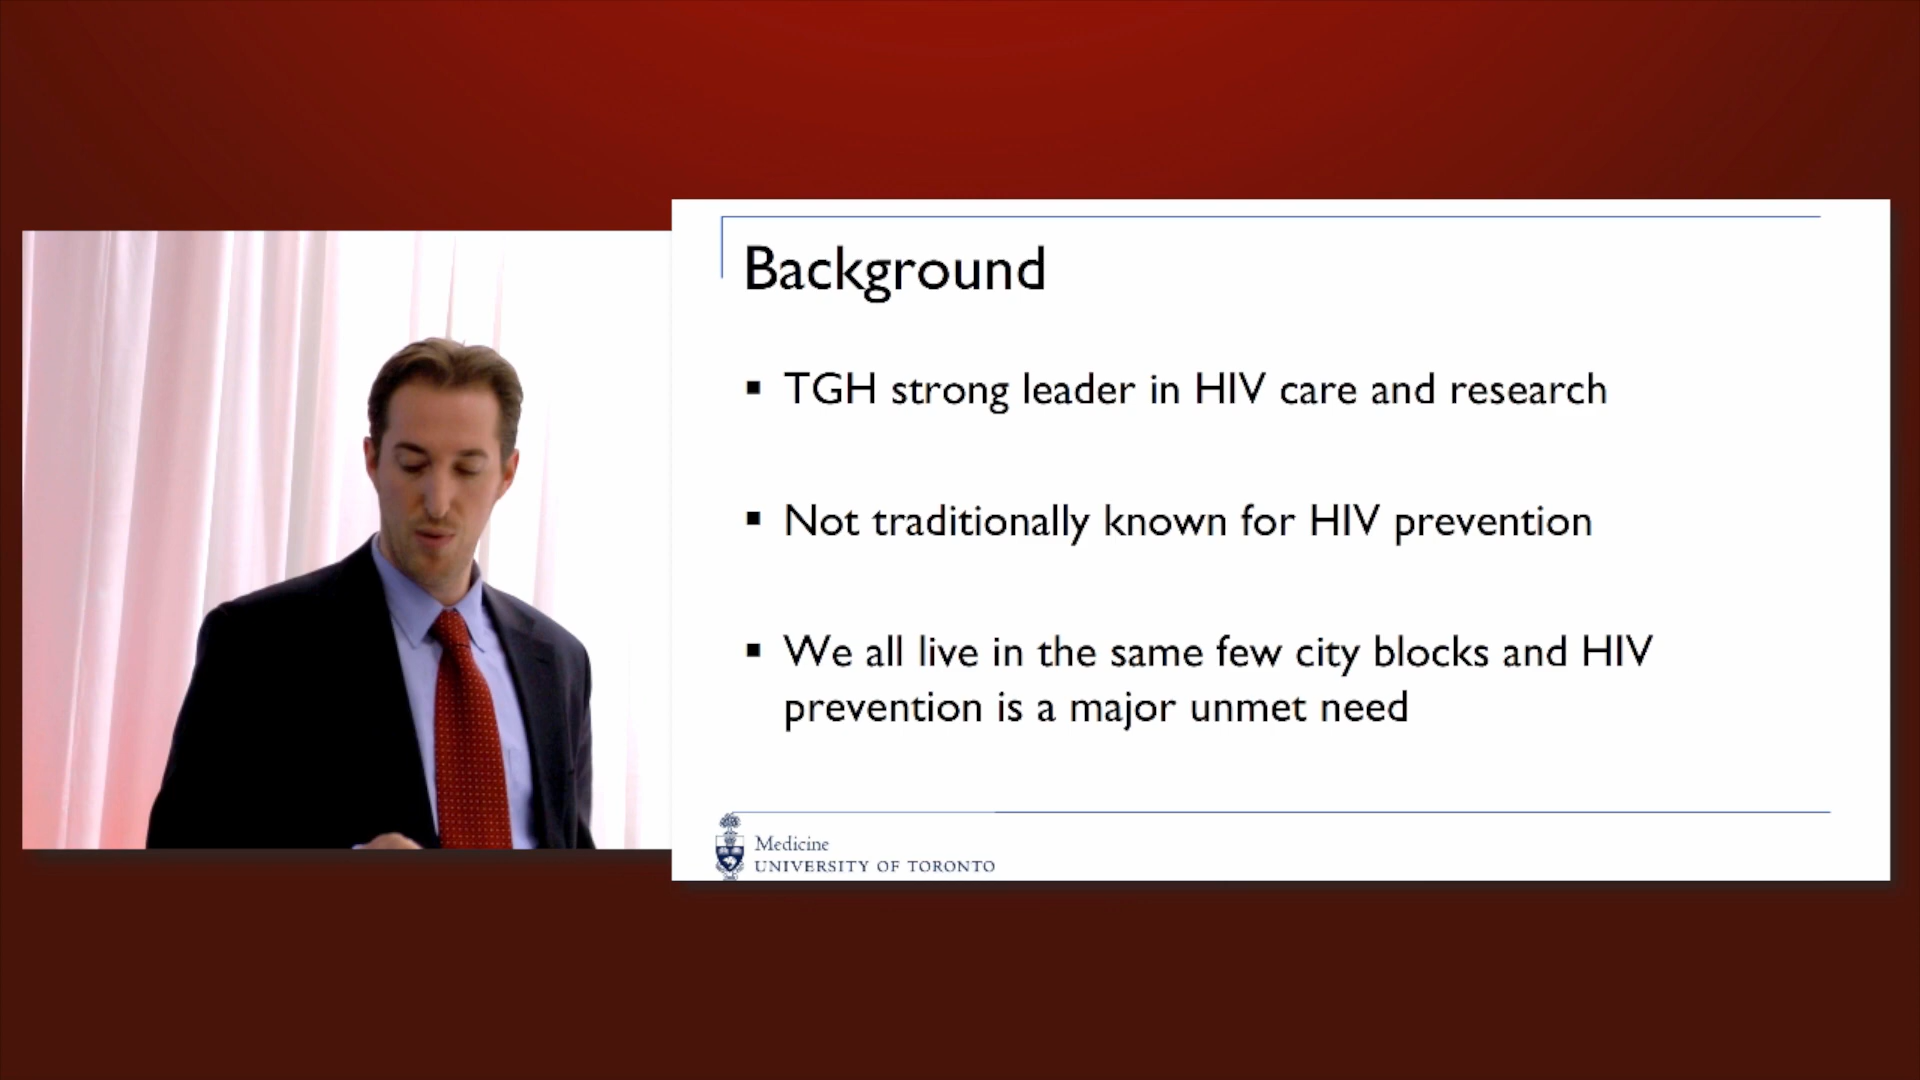 Background
▪ TGH strong leader in HIV care and research
▪ Not traditionally known for HIV prevention
▪ We all live in the same few city blocks and HIV
prevention is a major unmet need
Medicine
UNIVERSITY OF TORONTO